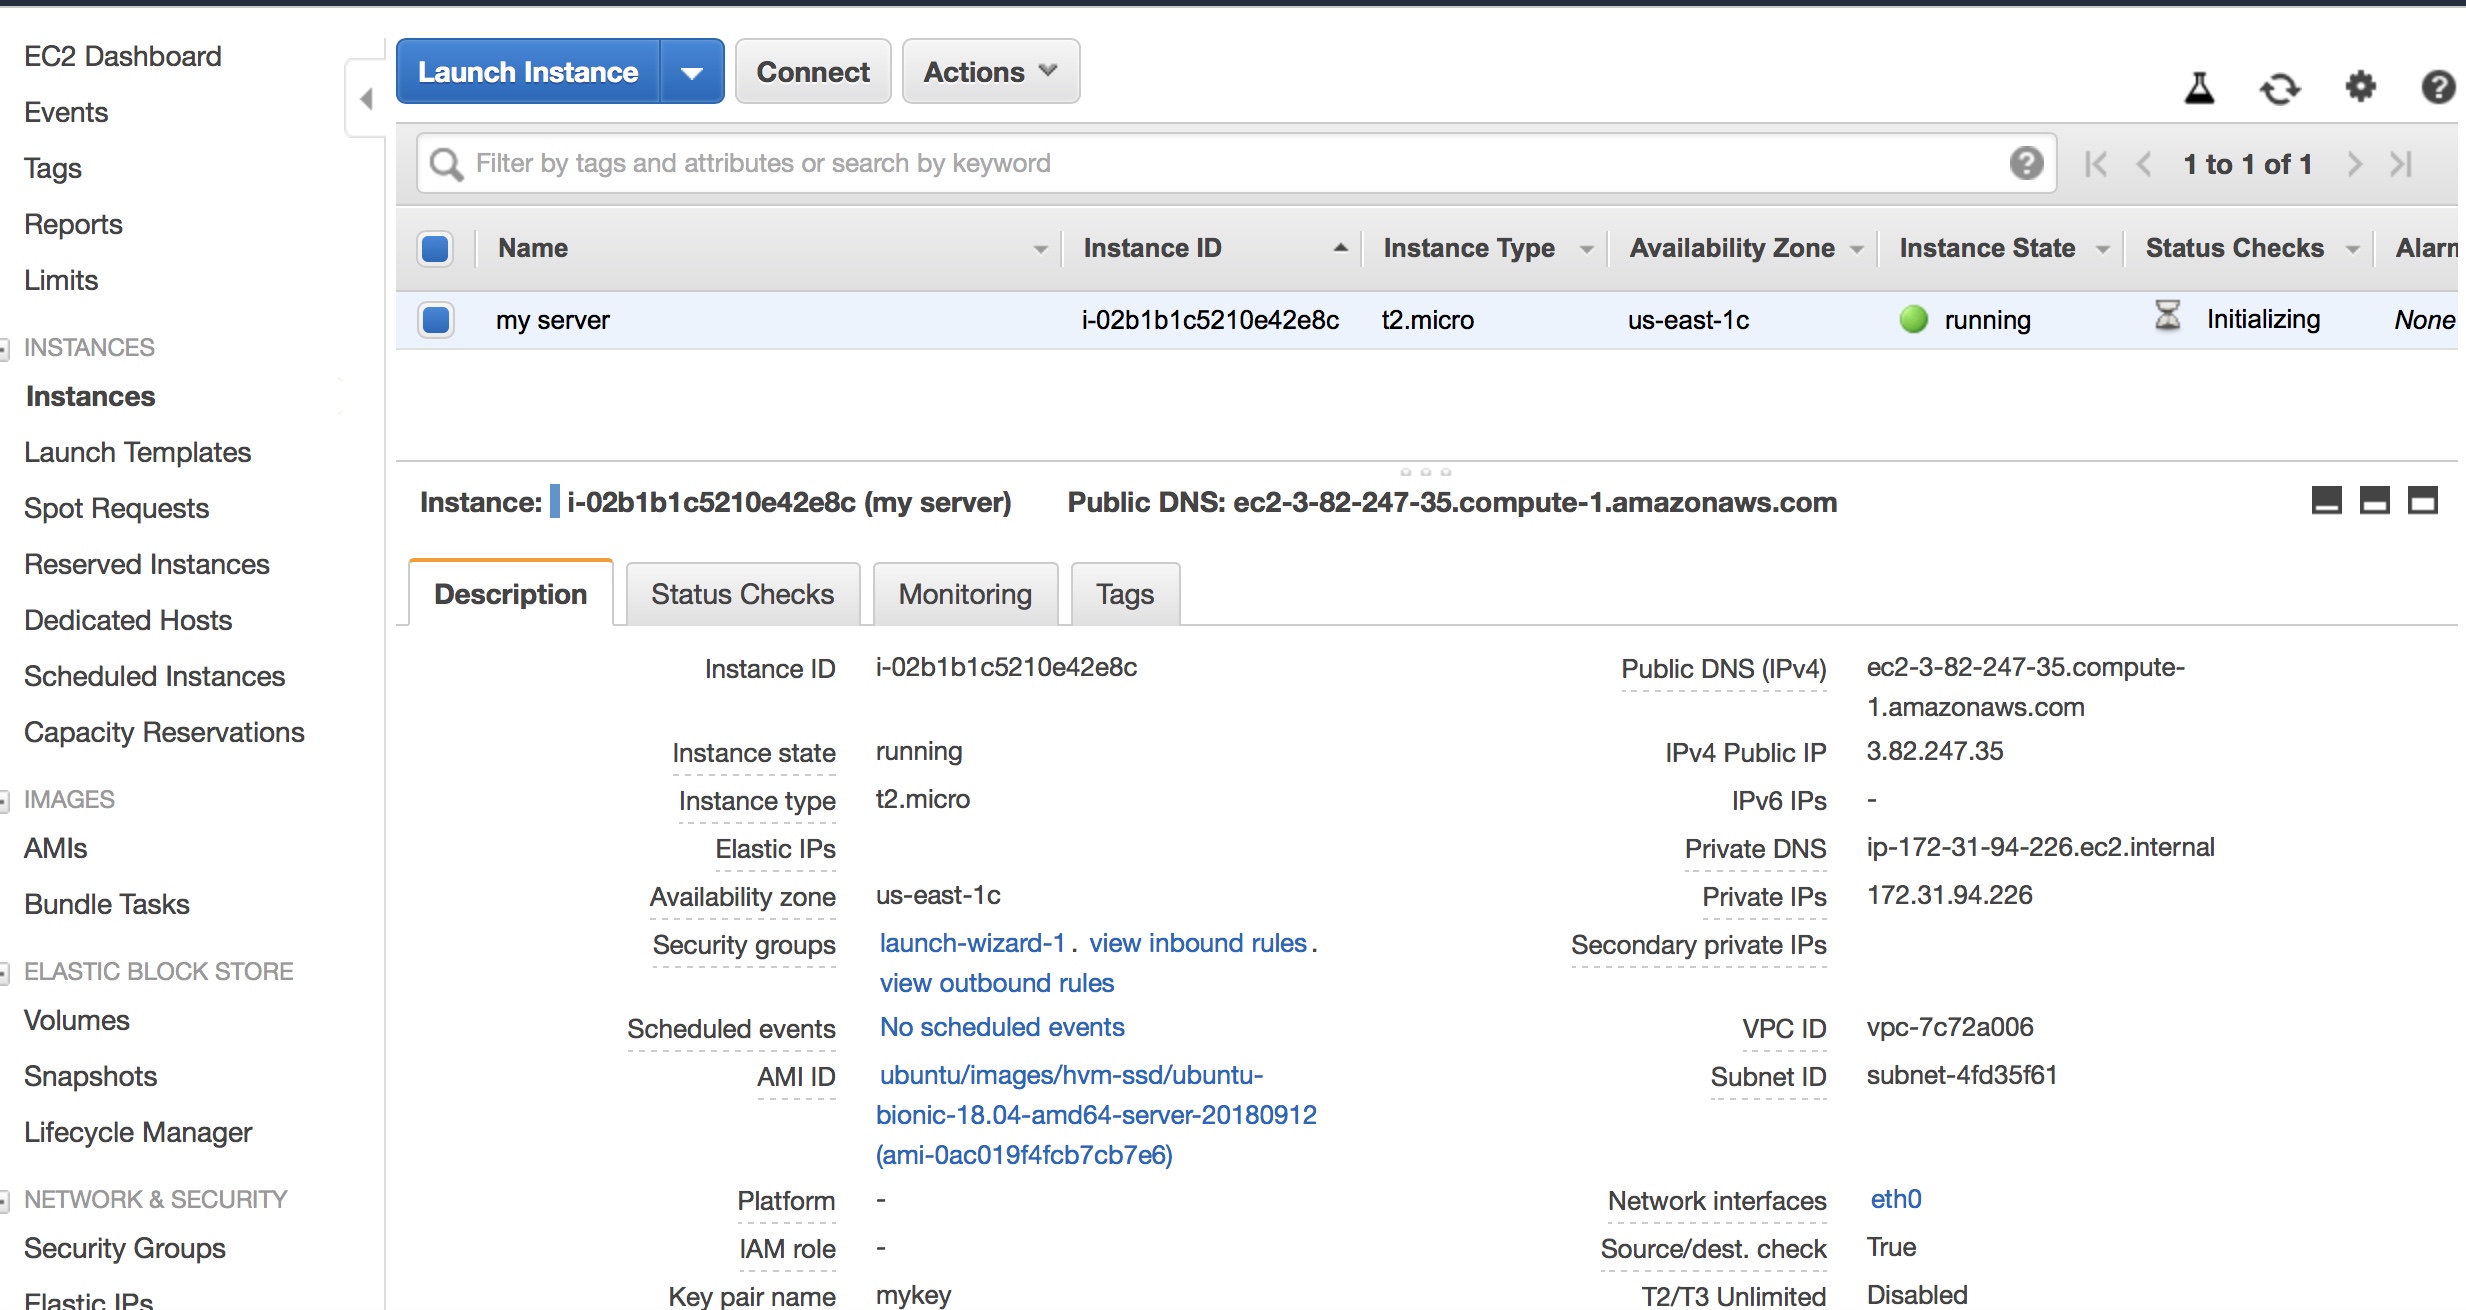 EC2 Dashboard
Events
Tags
Reports
Limits
INSTANCES
Instances
Launch Templates
Spot Requests
Reserved Instances
Dedicated Hosts
Scheduled Instances
Capacity Reservations
IMAGES
AMIs
Bundle Tasks
ELASTIC BLOCK STORE
Volumes
Snapshots
Lifecycle Manager
NETWORK & SECURITY
Security Groups
Elastic IPs
Launch Instance Connect Actions
Filter by tags and attributes or search by keyword 1 to 1 of 1
Name Instance ID Instance Type Availability Zone Instance State Status Checks Alarm
my server i-02b1b1c5210e42e8c t2.micro us-east-1c running Initializing None
Instance: i-02b1b1c5210e42e8c (my server) Public DNS: ec2-3-82-247-35.compute-1.amazonaws.com
Description Status Checks Monitoring Tags
Instance ID i-02b1b1c5210e42e8c
Instance state running
Instance type t2.micro
Elastic IPs
Availability zone us-east-1c
Security groups launch-wizard-1 . view inbound rules .
view outbound rules
Scheduled events No scheduled events
AMI ID ubuntu/images/hvm-ssd/ubuntu-
bionic-18.04-amd64-server-20180912
(ami-0ac019f4fcb7cb7e6)
Platform -
IAM role -
Key pair name mykey
Public DNS (IPv4) ec2-3-82-247-35.compute-
1.amazonaws.com
IPv4 Public IP 3.82.247.35
IPv6 IPs -
Private DNS ip-172-31-94-226.ec2.internal
Private IPs 172.31.94.226
Secondary private IPs
VPC ID vpc-7c72a006
Subnet ID subnet-4fd35f61
Network interfaces eth0
Source/dest. check True
T2/T3 Unlimited Disabled